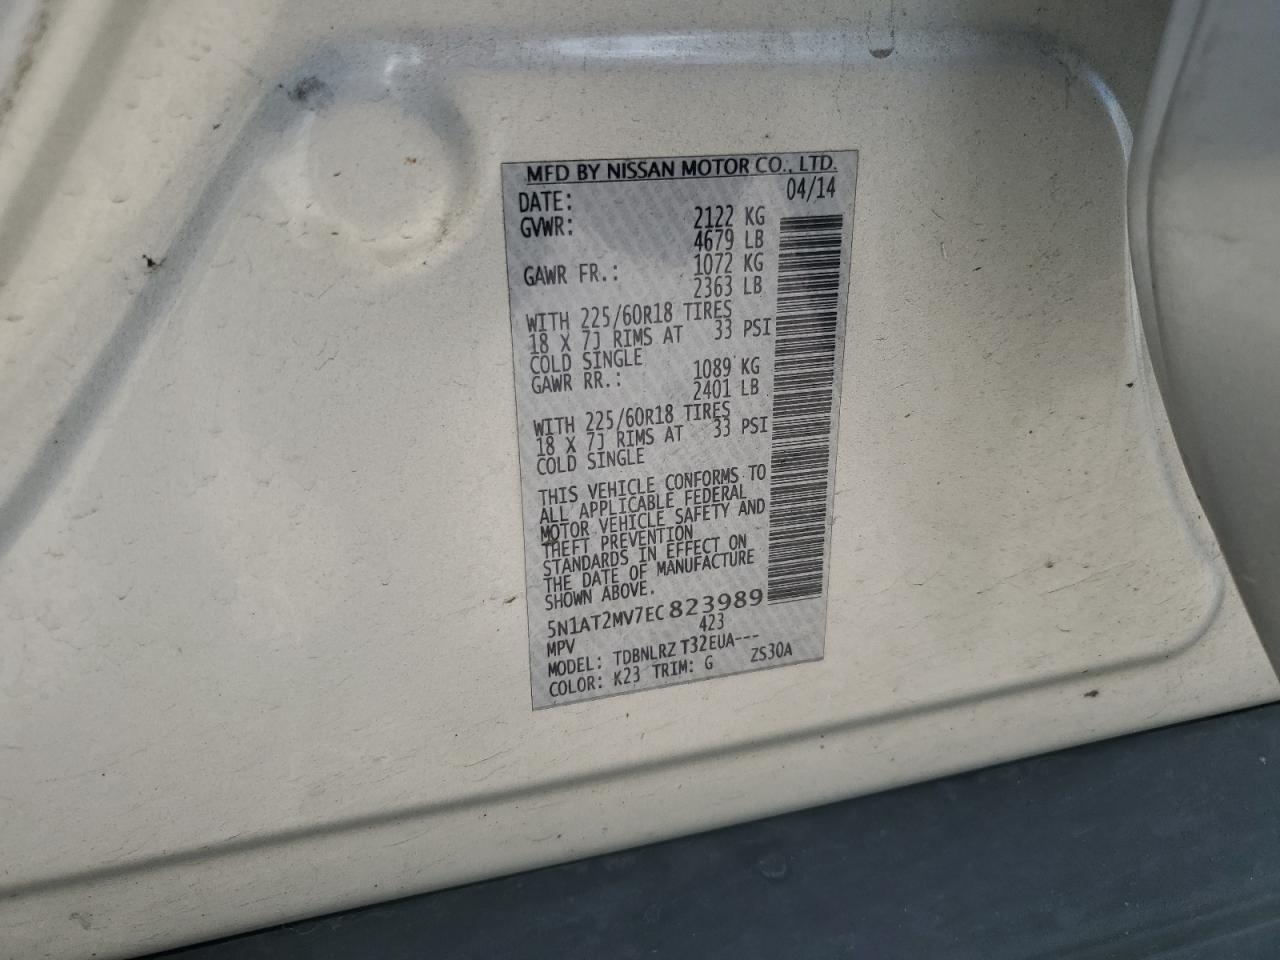 MFD BY NISSAN MOTOR CO., LTD.
DATE: 04/14
GVWR: 2122 KG
4679 LB
GAWR FR.: 1072 KG
2363 LB
WITH 225/60R18 TIRES
18 X 7J RIMS AT 33 PSI
COLD SINGLE
GAWR RR.: 1089 KG
2401 LB
WITH 225/60R18 TIRES
18 X 7J RIMS AT 33 PSI
COLD SINGLE
THIS VEHICLE CONFORMS TO
ALL APPLICABLE FEDERAL
MOTOR VEHICLE SAFETY AND
THEFT PREVENTION
STANDARDS IN EFFECT ON
THE DATE OF MANUFACTURE
SHOWN ABOVE.
5N1AT2MV7EC823989
MPV 423
MODEL: TDBNLRZ T32EUA---
COLOR: K23 TRIM: G ZS30A